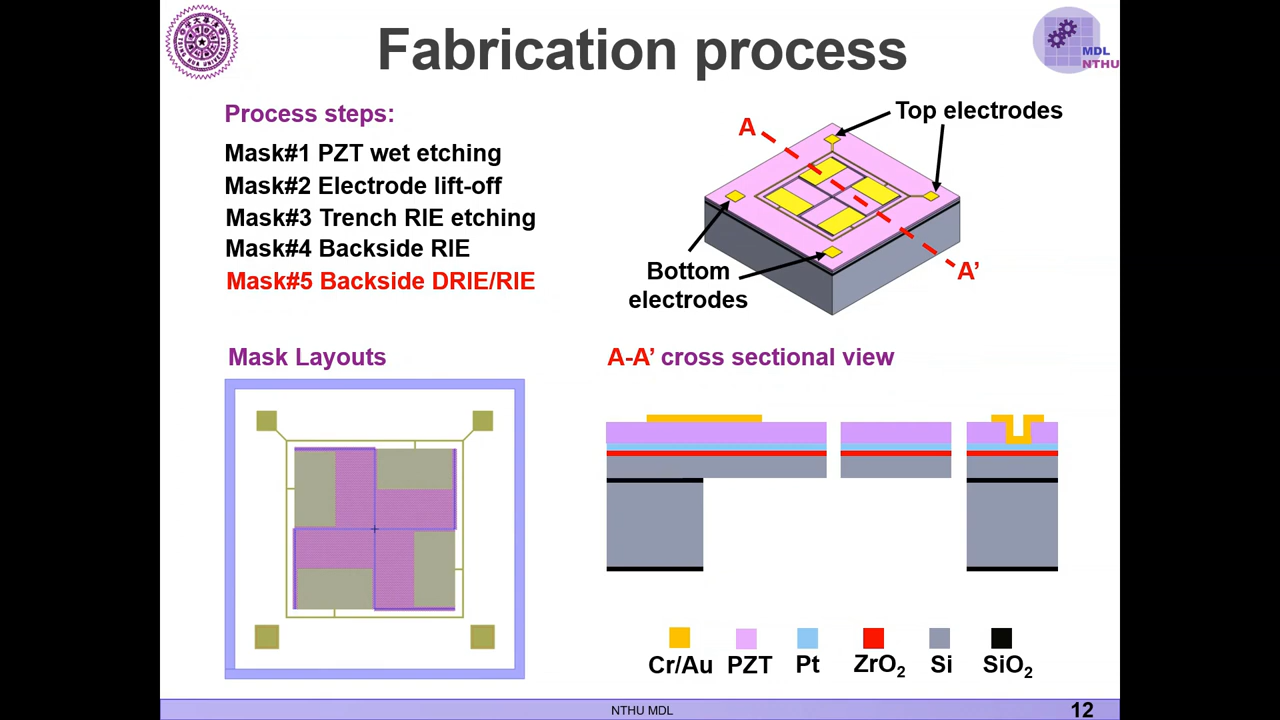 Fabrication process
MDL
NTHU
Process steps:
Mask#1 PZT wet etching
Mask#2 Electrode lift-off
Mask#3 Trench RIE etching
Mask#4 Backside RIE
Mask#5 Backside DRIE/RIE
Top electrodes
A
A’
Bottom
electrodes
Mask Layouts
A-A’ cross sectional view
Cr/Au PZT Pt ZrO₂ Si SiO₂
NTHU MDL
12